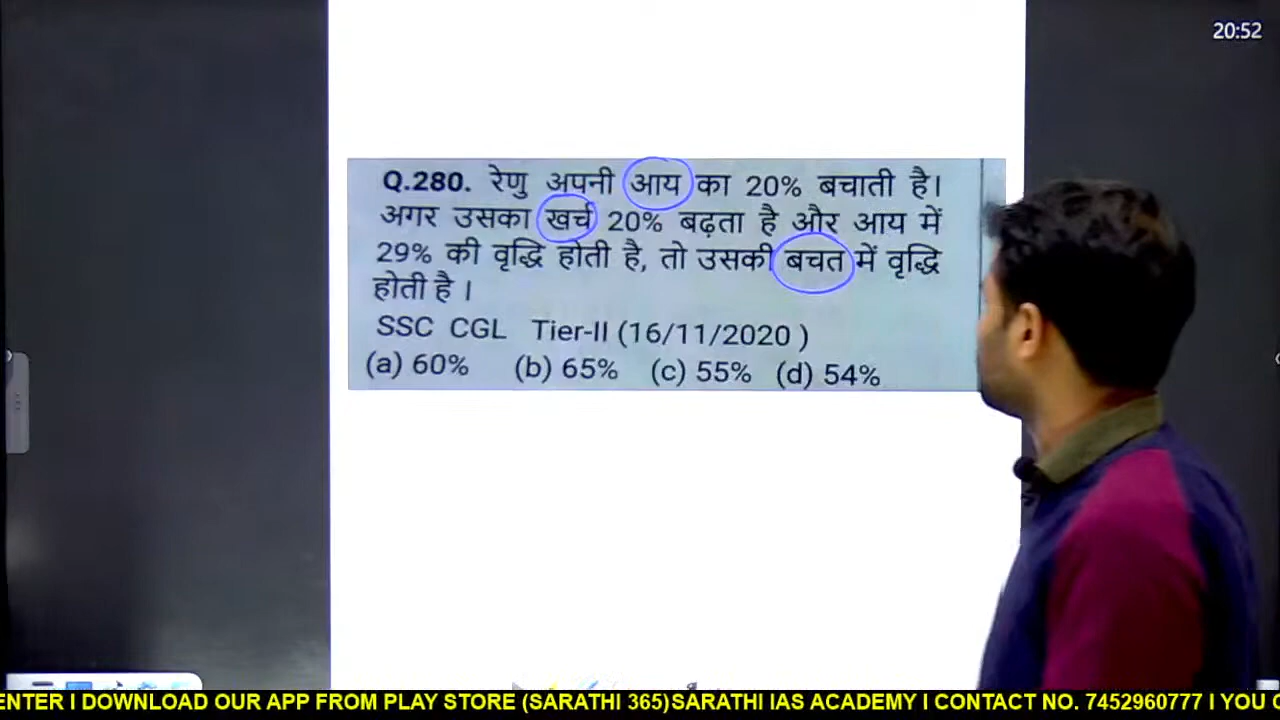 20:52
Q.280. रेणु अपनी आय का 20% बचाती है।
अगर उसका खर्च 20% बढ़ता है और आय में
29% की वृद्धि होती है, तो उसकी बचत में वृद्धि
होती है ।
SSC CGL Tier-II (16/11/2020 )
(a) 60% (b) 65% (c) 55% (d) 54%
ENTER I DOWNLOAD OUR APP FROM PLAY STORE (SARATHI 365)SARATHI IAS ACADEMY I CONTACT NO. 7452960777 I YOU